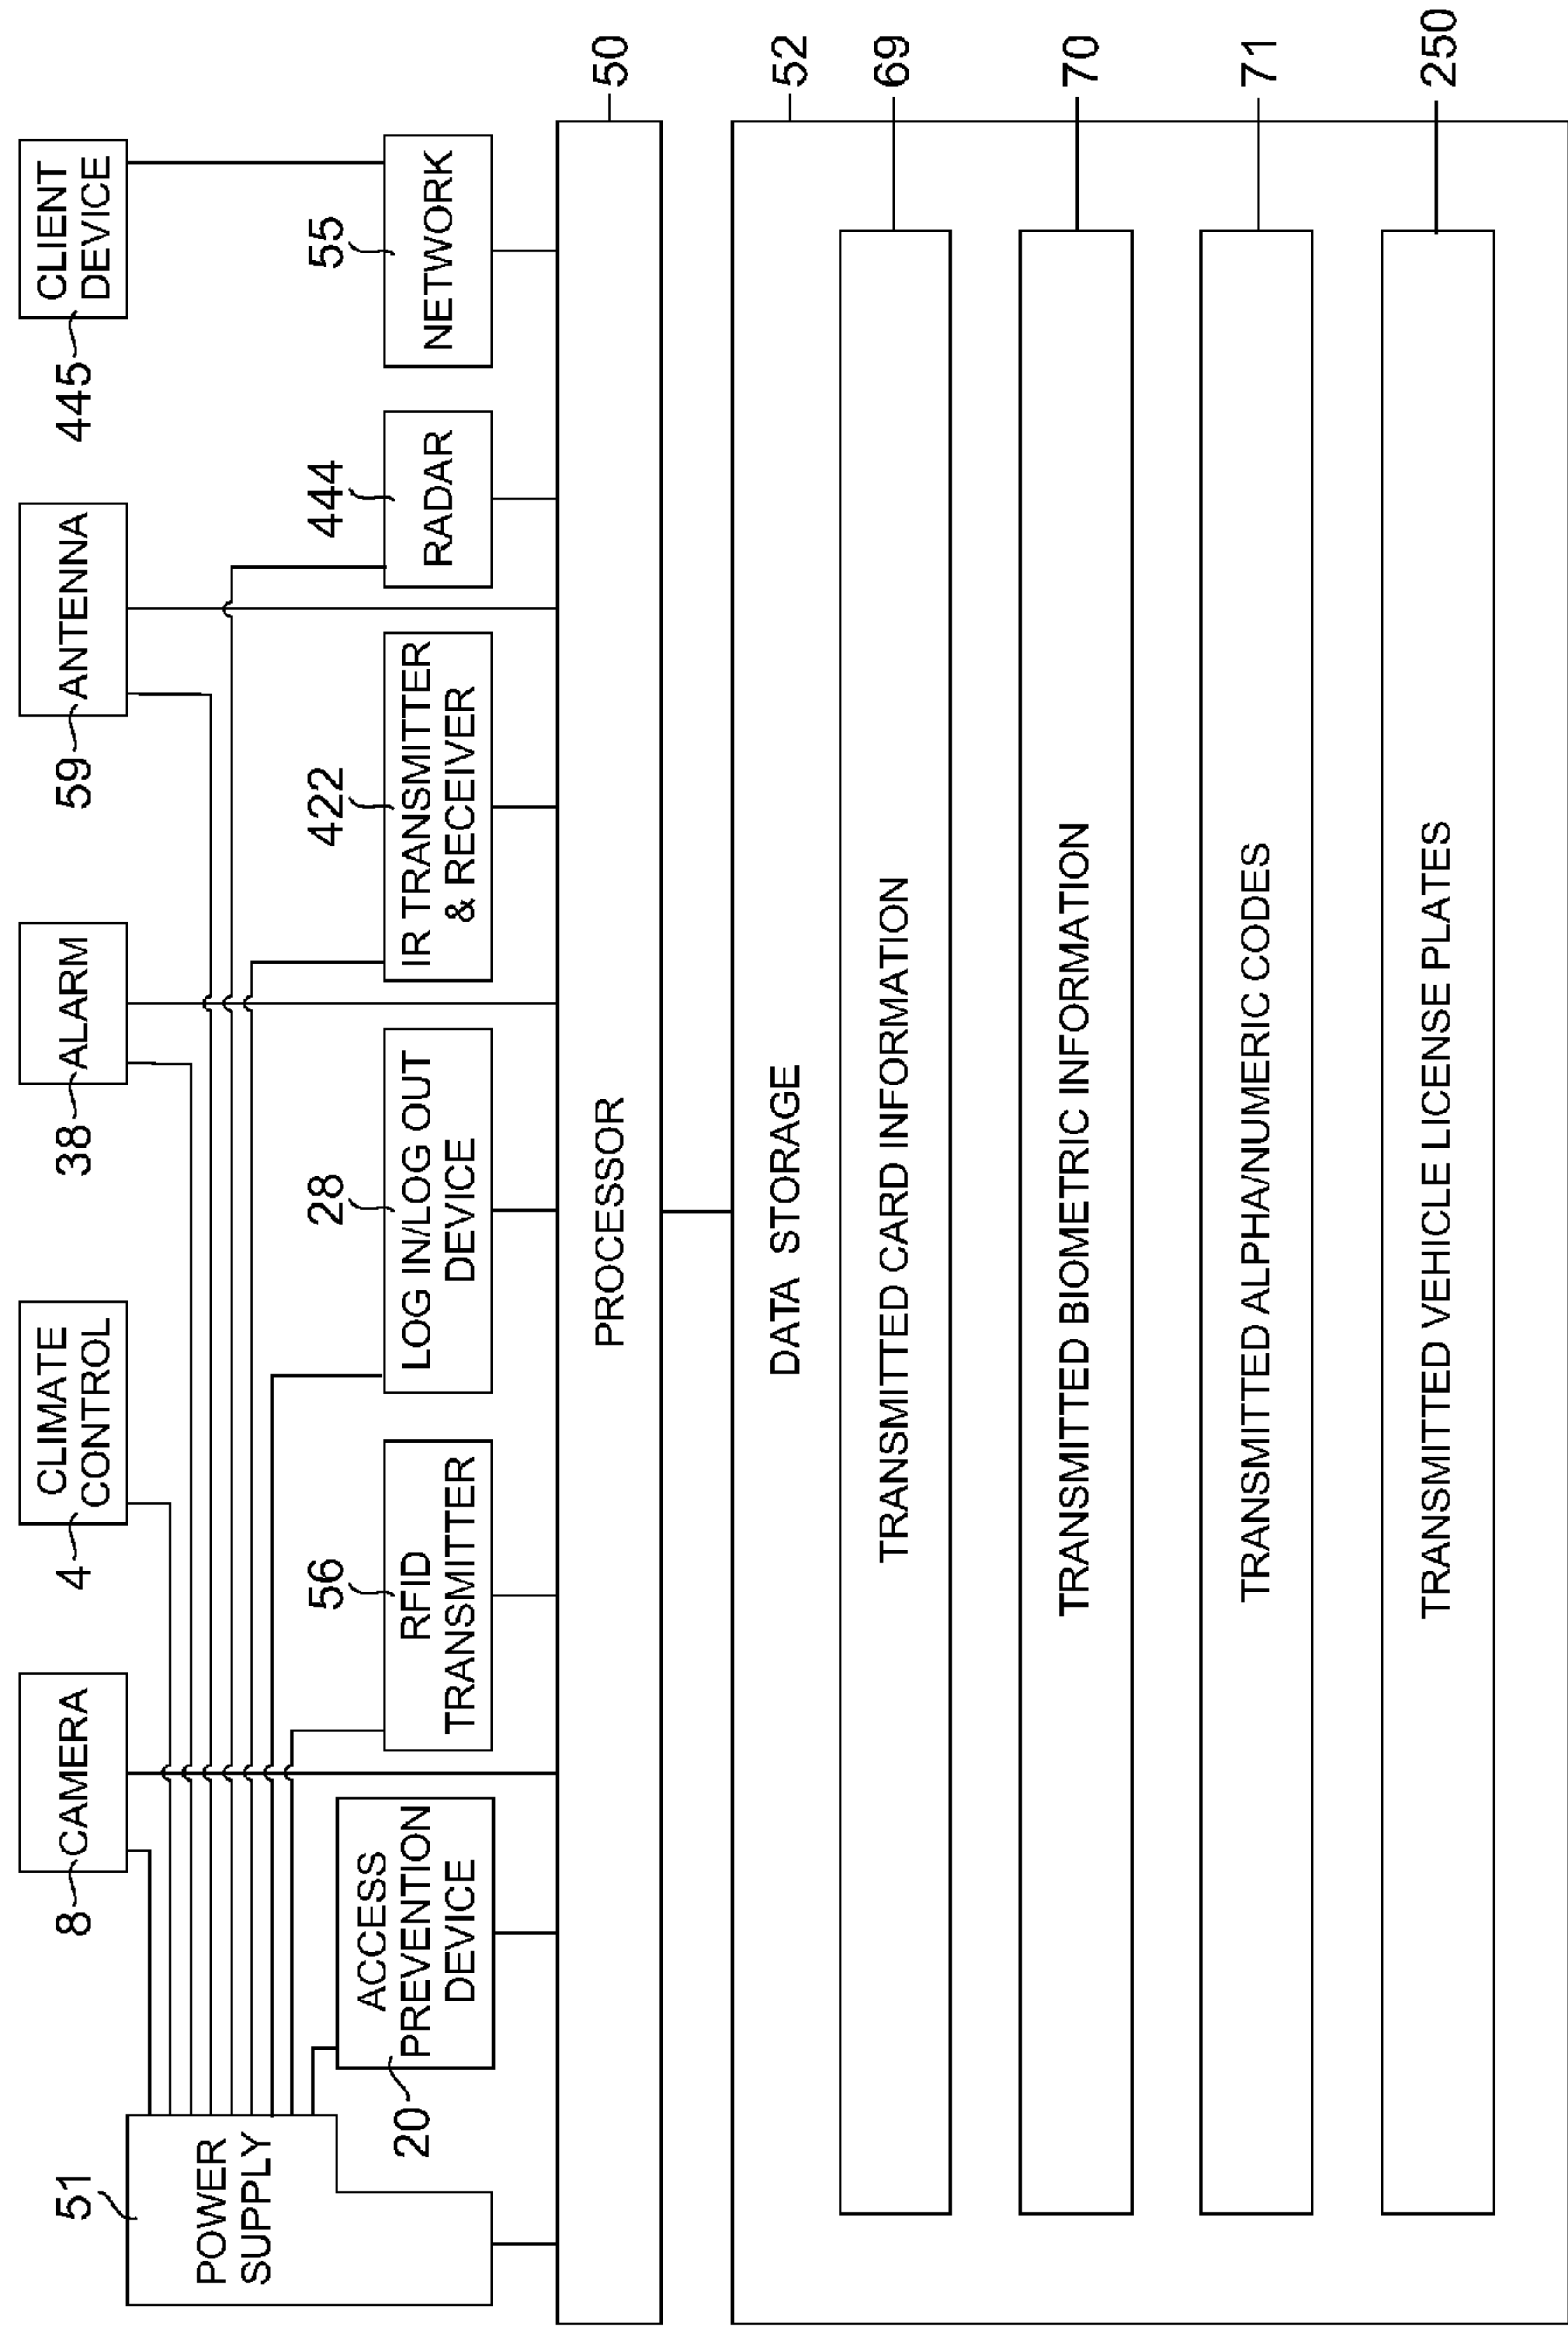 51
POWER
SUPPLY
8
CAMERA
4
CLIMATE
CONTROL
38
ALARM
59
ANTENNA
445
CLIENT
DEVICE
20
ACCESS
PREVENTION
DEVICE
56
RFID
TRANSMITTER
28
LOG IN/LOG OUT
DEVICE
422
IR TRANSMITTER
& RECEIVER
444
RADAR
55
NETWORK
PROCESSOR
50
DATA STORAGE
52
TRANSMITTED CARD INFORMATION
69
TRANSMITTED BIOMETRIC INFORMATION
70
TRANSMITTED ALPHA/NUMERIC CODES
71
TRANSMITTED VEHICLE LICENSE PLATES
250